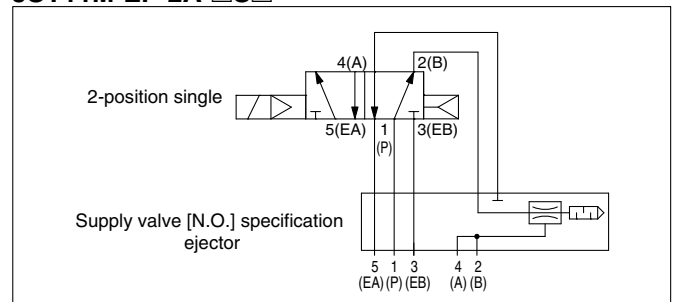 4(A) 2(B)
2-position single
5(EA) 1 3(EB)
(P)
Supply valve [N.O.] specification
ejector
5 1 3 4 2
(EA) (P) (EB) (A) (B)